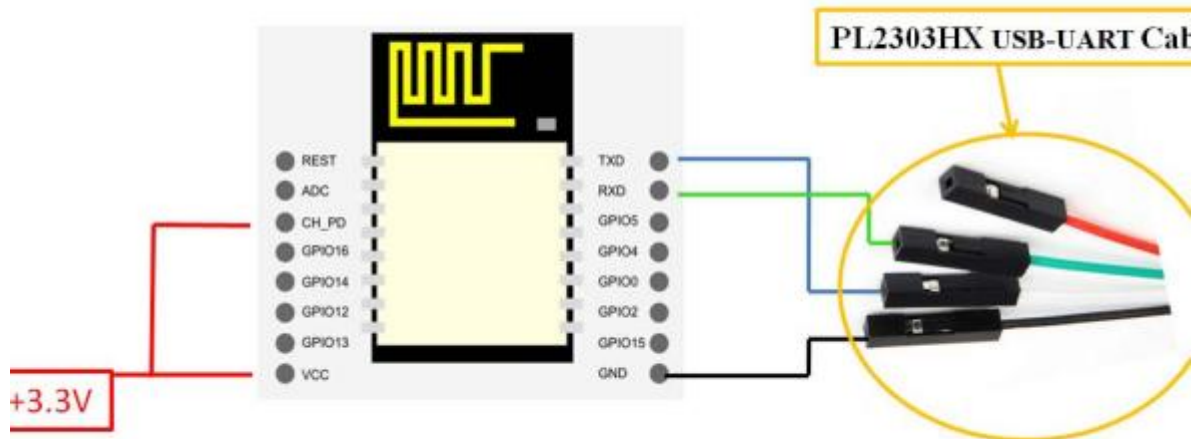 PL2303HX USB-UART Cab
REST
ADC
CH_PD
GPIO16
GPIO14
GPIO12
GPIO13
VCC
TXD
RXD
GPIO5
GPIO4
GPIO0
GPIO2
GPIO15
GND
+3.3V